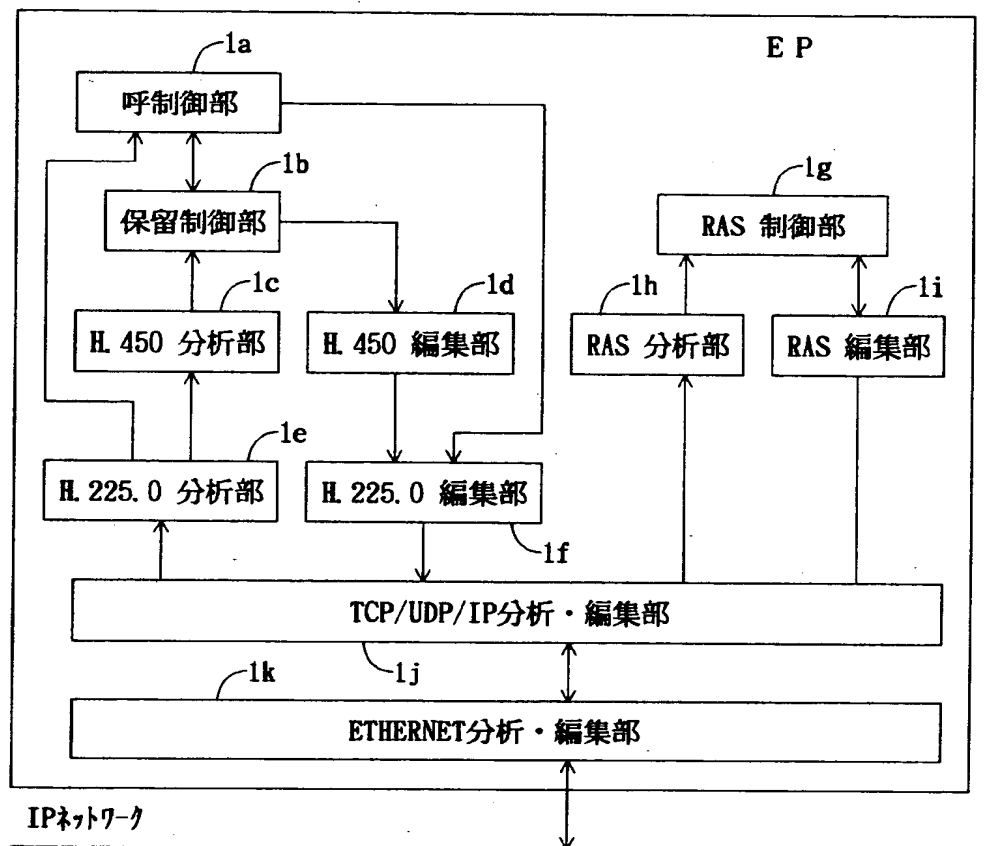 EP
1a
呼制御部
1b
保留制御部
1g
RAS 制御部
1c
H.450 分析部
1d
H.450 編集部
1h
RAS 分析部
1i
RAS 編集部
1e
H.225.0 分析部
H.225.0 編集部
1f
TCP/UDP/IP分析・編集部
1j
1k
ETHERNET分析・編集部
IPネットワーク